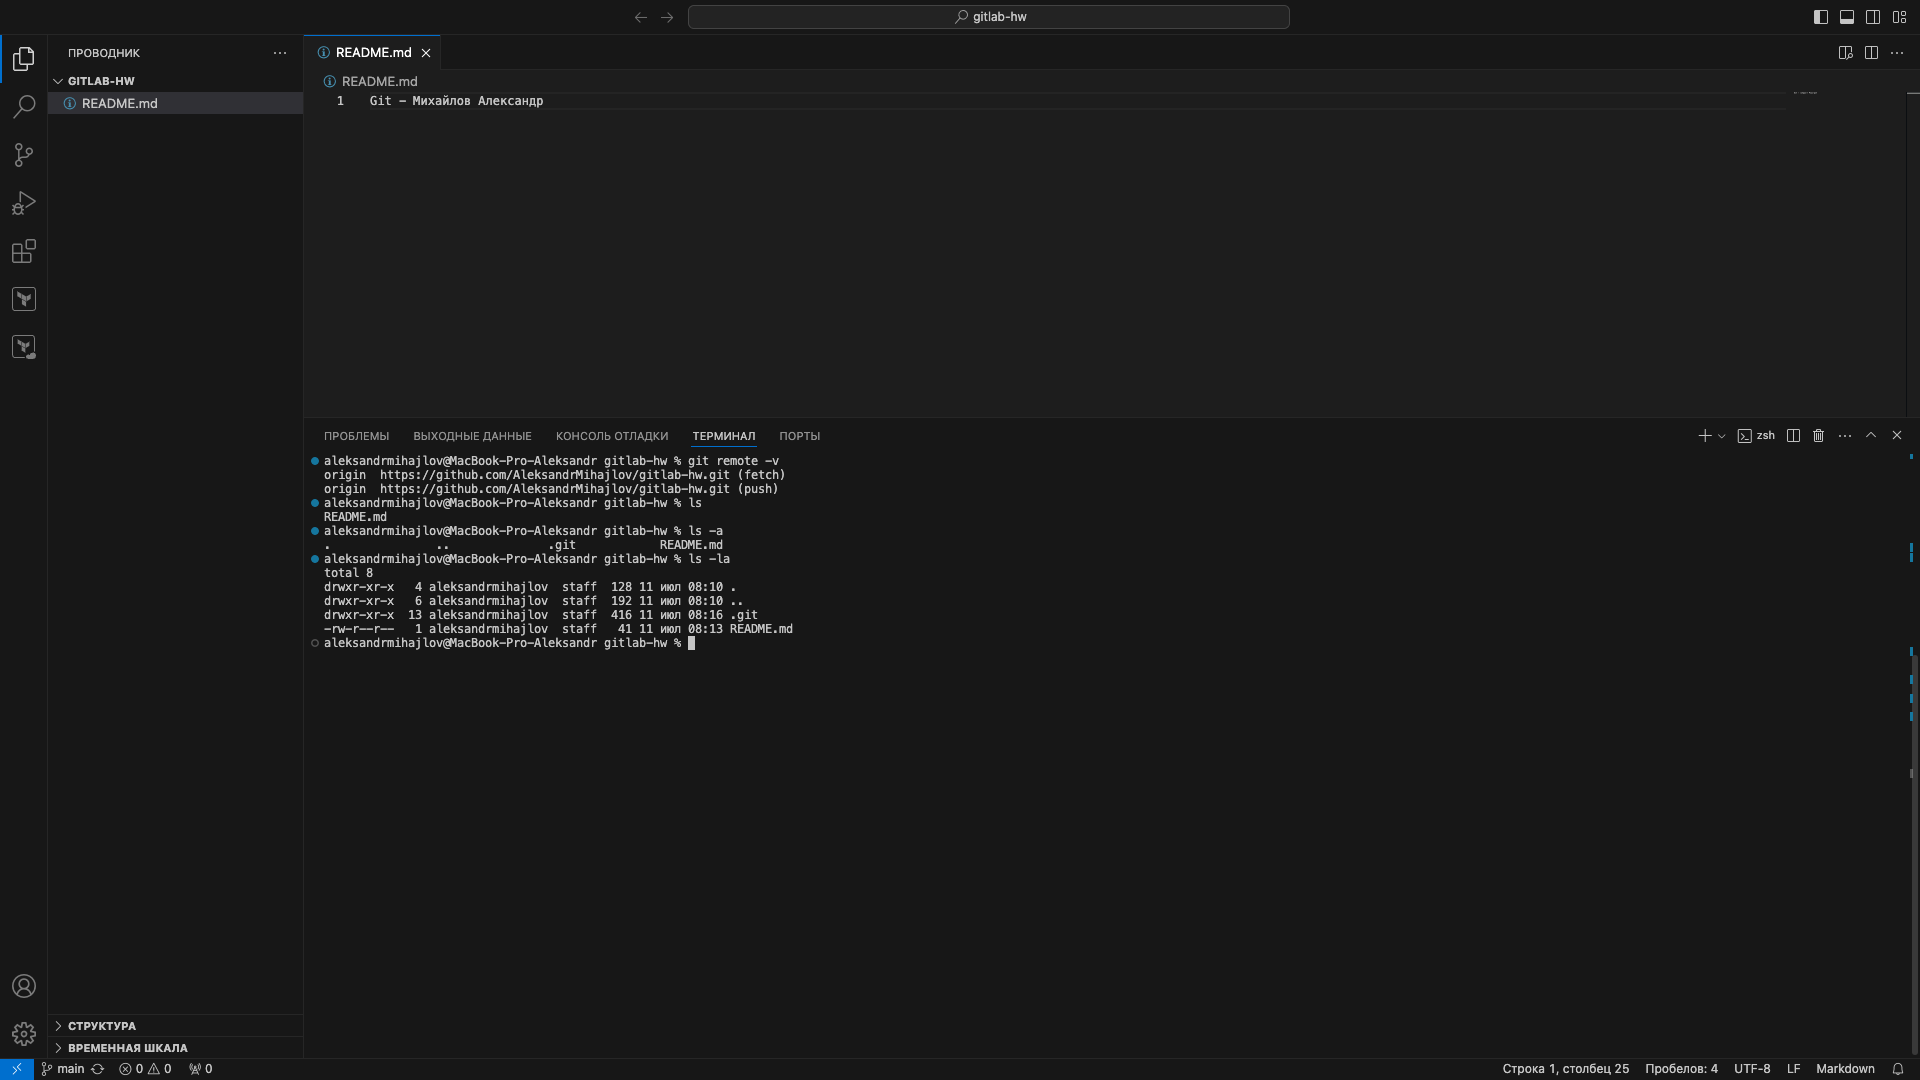 gitlab-hw
ПРОВОДНИК
README.md
GITLAB-HW
README.md
README.md
1 Git - Михайлов Александр
ПРОБЛЕМЫ ВЫХОДНЫЕ ДАННЫЕ КОНСОЛЬ ОТЛАДКИ ТЕРМИНАЛ ПОРТЫ
zsh
aleksandrmihajlov@MacBook-Pro-Aleksandr gitlab-hw % git remote -v
origin  https://github.com/AleksandrMihajlov/gitlab-hw.git (fetch)
origin  https://github.com/AleksandrMihajlov/gitlab-hw.git (push)
aleksandrmihajlov@MacBook-Pro-Aleksandr gitlab-hw % ls
README.md
aleksandrmihajlov@MacBook-Pro-Aleksandr gitlab-hw % ls -a
.               ..              .git            README.md
aleksandrmihajlov@MacBook-Pro-Aleksandr gitlab-hw % ls -la
total 8
drwxr-xr-x   4 aleksandrmihajlov  staff  128 11 июл 08:10 .
drwxr-xr-x   6 aleksandrmihajlov  staff  192 11 июл 08:10 ..
drwxr-xr-x  13 aleksandrmihajlov  staff  416 11 июл 08:16 .git
-rw-r--r--   1 aleksandrmihajlov  staff   41 11 июл 08:13 README.md
aleksandrmihajlov@MacBook-Pro-Aleksandr gitlab-hw %
СТРУКТУРА
ВРЕМЕННАЯ ШКАЛА
main 0 0 0 Строка 1, столбец 25 Пробелов: 4 UTF-8 LF Markdown